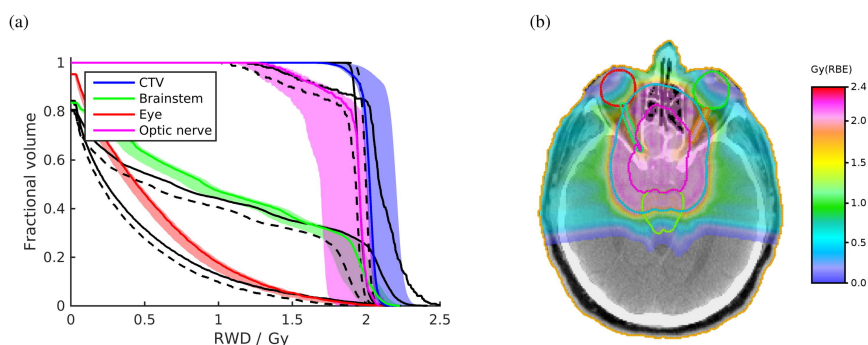 (a)
(b)
1
0.8
0.6
0.4
0.2
0
Fractional volume
CTV
Brainstem
Eye
Optic nerve
0
0.5
1
1.5
2
2.5
RWD / Gy
Gy(RBE)
2.4
2.0
1.5
1.0
0.5
0.0